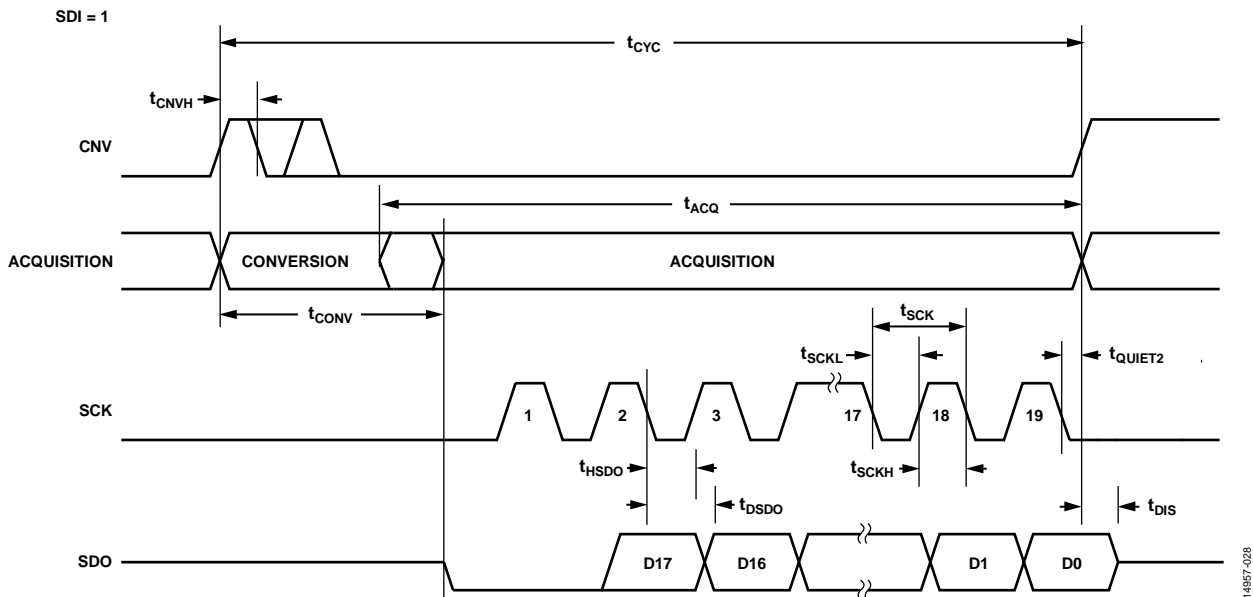 SDI = 1
tCYC
tCNVH
CNV
tACQ
ACQUISITION
CONVERSION
ACQUISITION
tCONV
tSCK
tSCKL
tQUIET2
SCK
1
2
3
17
18
19
tHSDO
tSCKH
tDSDO
tDIS
SDO
D17
D16
D1
D0
14957-028